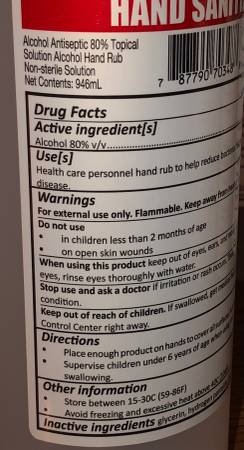 HAND SANIT
Alcohol Antiseptic 80% Topical
Solution Alcohol Hand Rub
Non-sterile Solution
Net Contents: 946mL
7 87790 70348
Drug Facts
Active ingredient[s]
Alcohol 80% v/v
Use[s]
Health care personnel hand rub to help reduce bacteria
disease.
Warnings
For external use only. Flammable. Keep away from
Do not use
• in children less than 2 months of age
• on open skin wounds
When using this product keep out of eyes, ears, and
eyes, rinse eyes thoroughly with water.
Stop use and ask a doctor if irritation or rash occurs.
condition.
Keep out of reach of children. If swallowed, get
Control Center right away.
Directions
• Place enough product on hands to cover all
• Supervise children under 6 years of age when
swallowing.
Other information
• Store between 15-30C (59-86F)
• Avoid freezing and excessive heat above 40C
Inactive ingredients glycerin, hydrogen